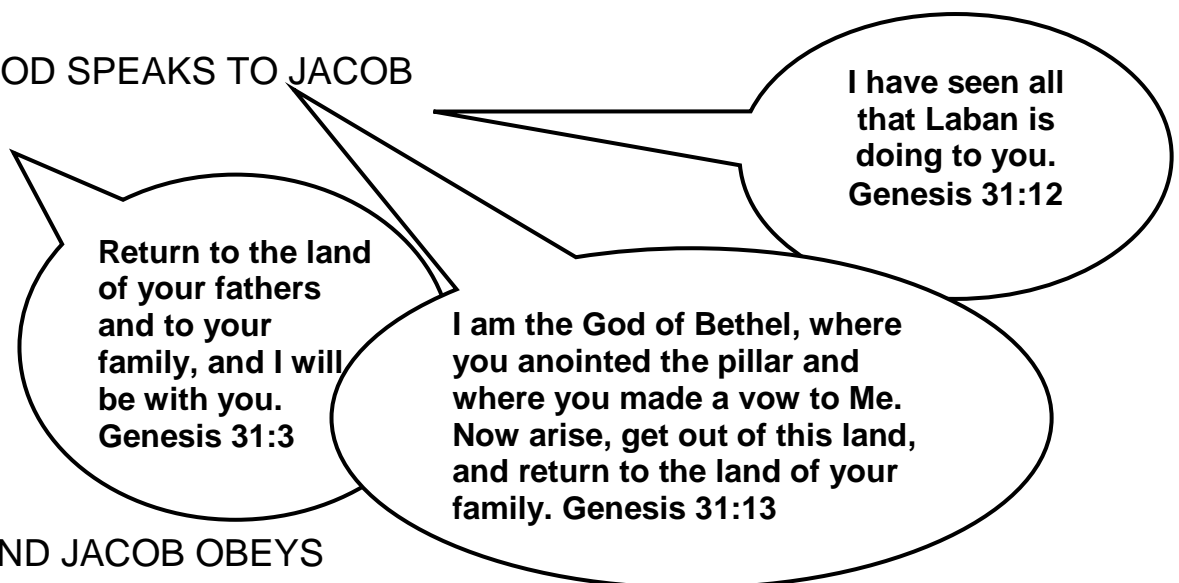 OD SPEAKS TO JACOB
I have seen all
that Laban is
doing to you.
Genesis 31:12
Return to the land
of your fathers
and to your
family, and I will
be with you.
Genesis 31:3
I am the God of Bethel, where
you anointed the pillar and
where you made a vow to Me.
Now arise, get out of this land,
and return to the land of your
family. Genesis 31:13
ND JACOB OBEYS